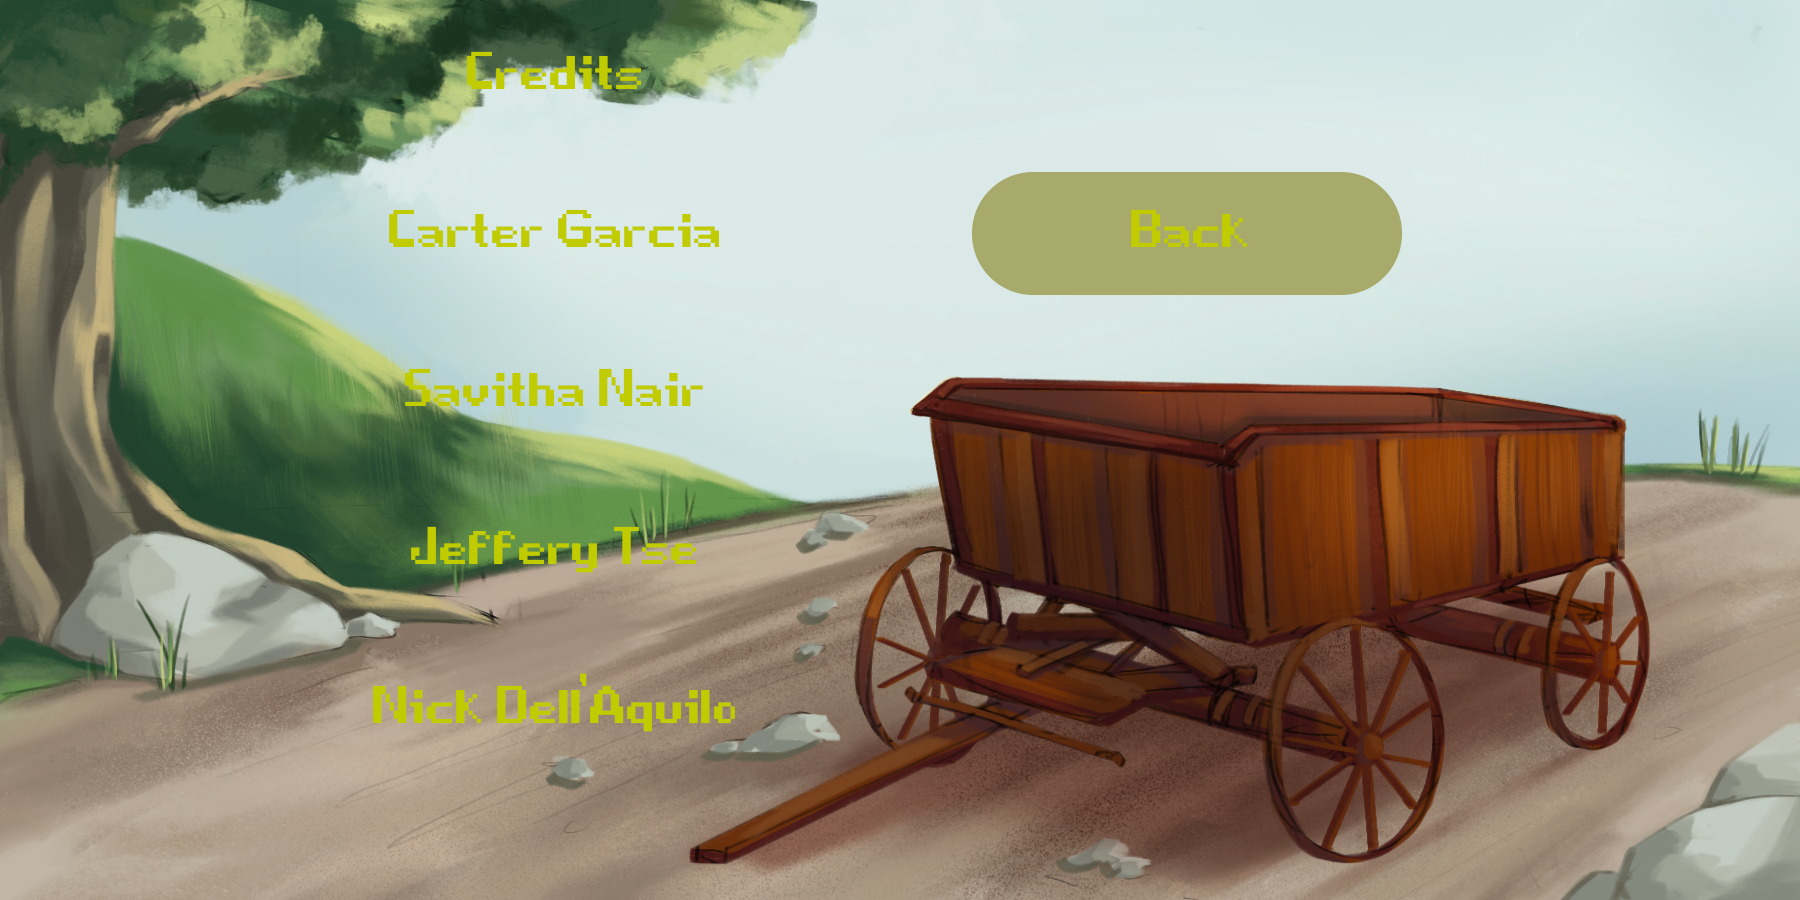 Credits
Carter Garcia
Back
Savitha Nair
Jeffery Tse
Nick Dell'Aquilo